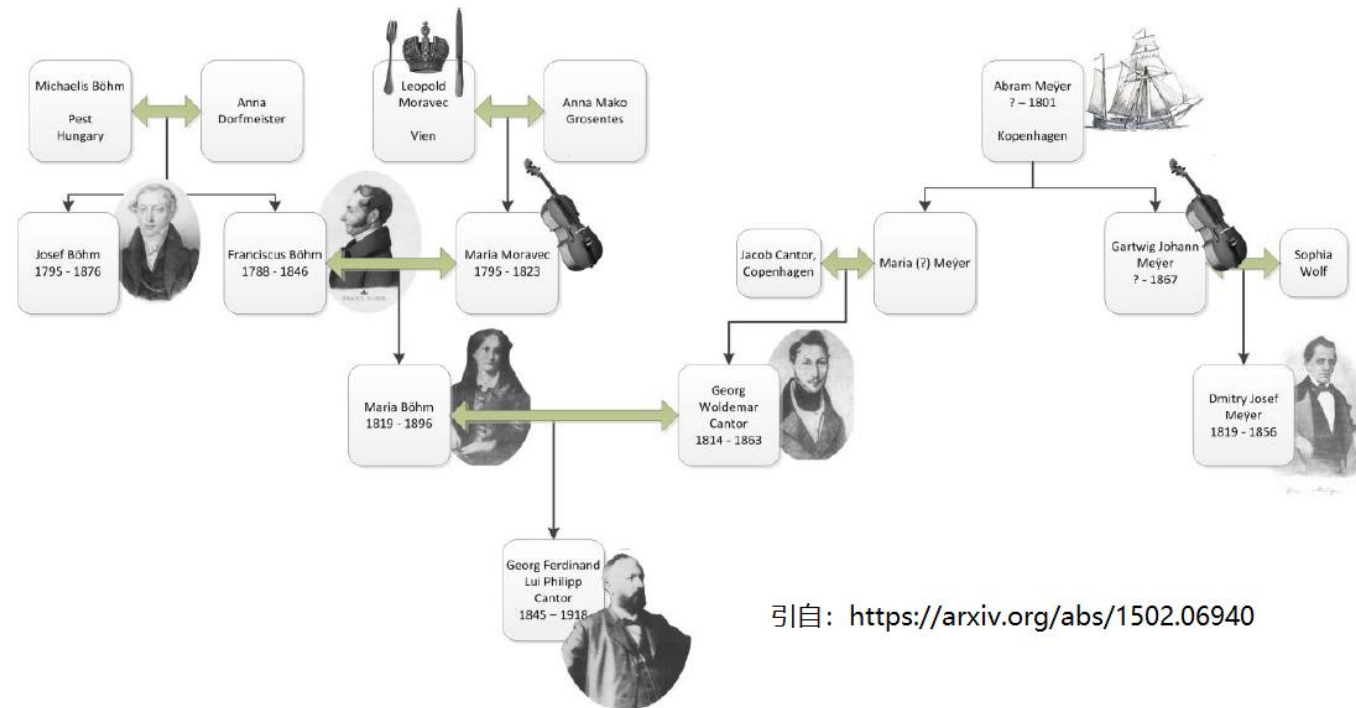 Michaelis Böhm
Pest
Hungary
Anna
Dorfmeister
Leopold
Moravec
Vien
Anna Mako
Grosentes
Abram Meÿer
? – 1801
Kopenhagen
Josef Böhm
1795 - 1876
Franciscus Böhm
1788 - 1846
Maria Moravec
1795 - 1823
Jacob Cantor,
Copenhagen
Maria (?) Meÿer
Gartwig Johann
Meÿer
? - 1867
Sophia
Wolf
Maria Böhm
1819 - 1896
Georg
Woldemar
Cantor
1814 - 1863
Dmitry Josef
Meÿer
1819 - 1856
Georg Ferdinand
Lui Philipp
Cantor
1845 – 1918
引自：https://arxiv.org/abs/1502.06940